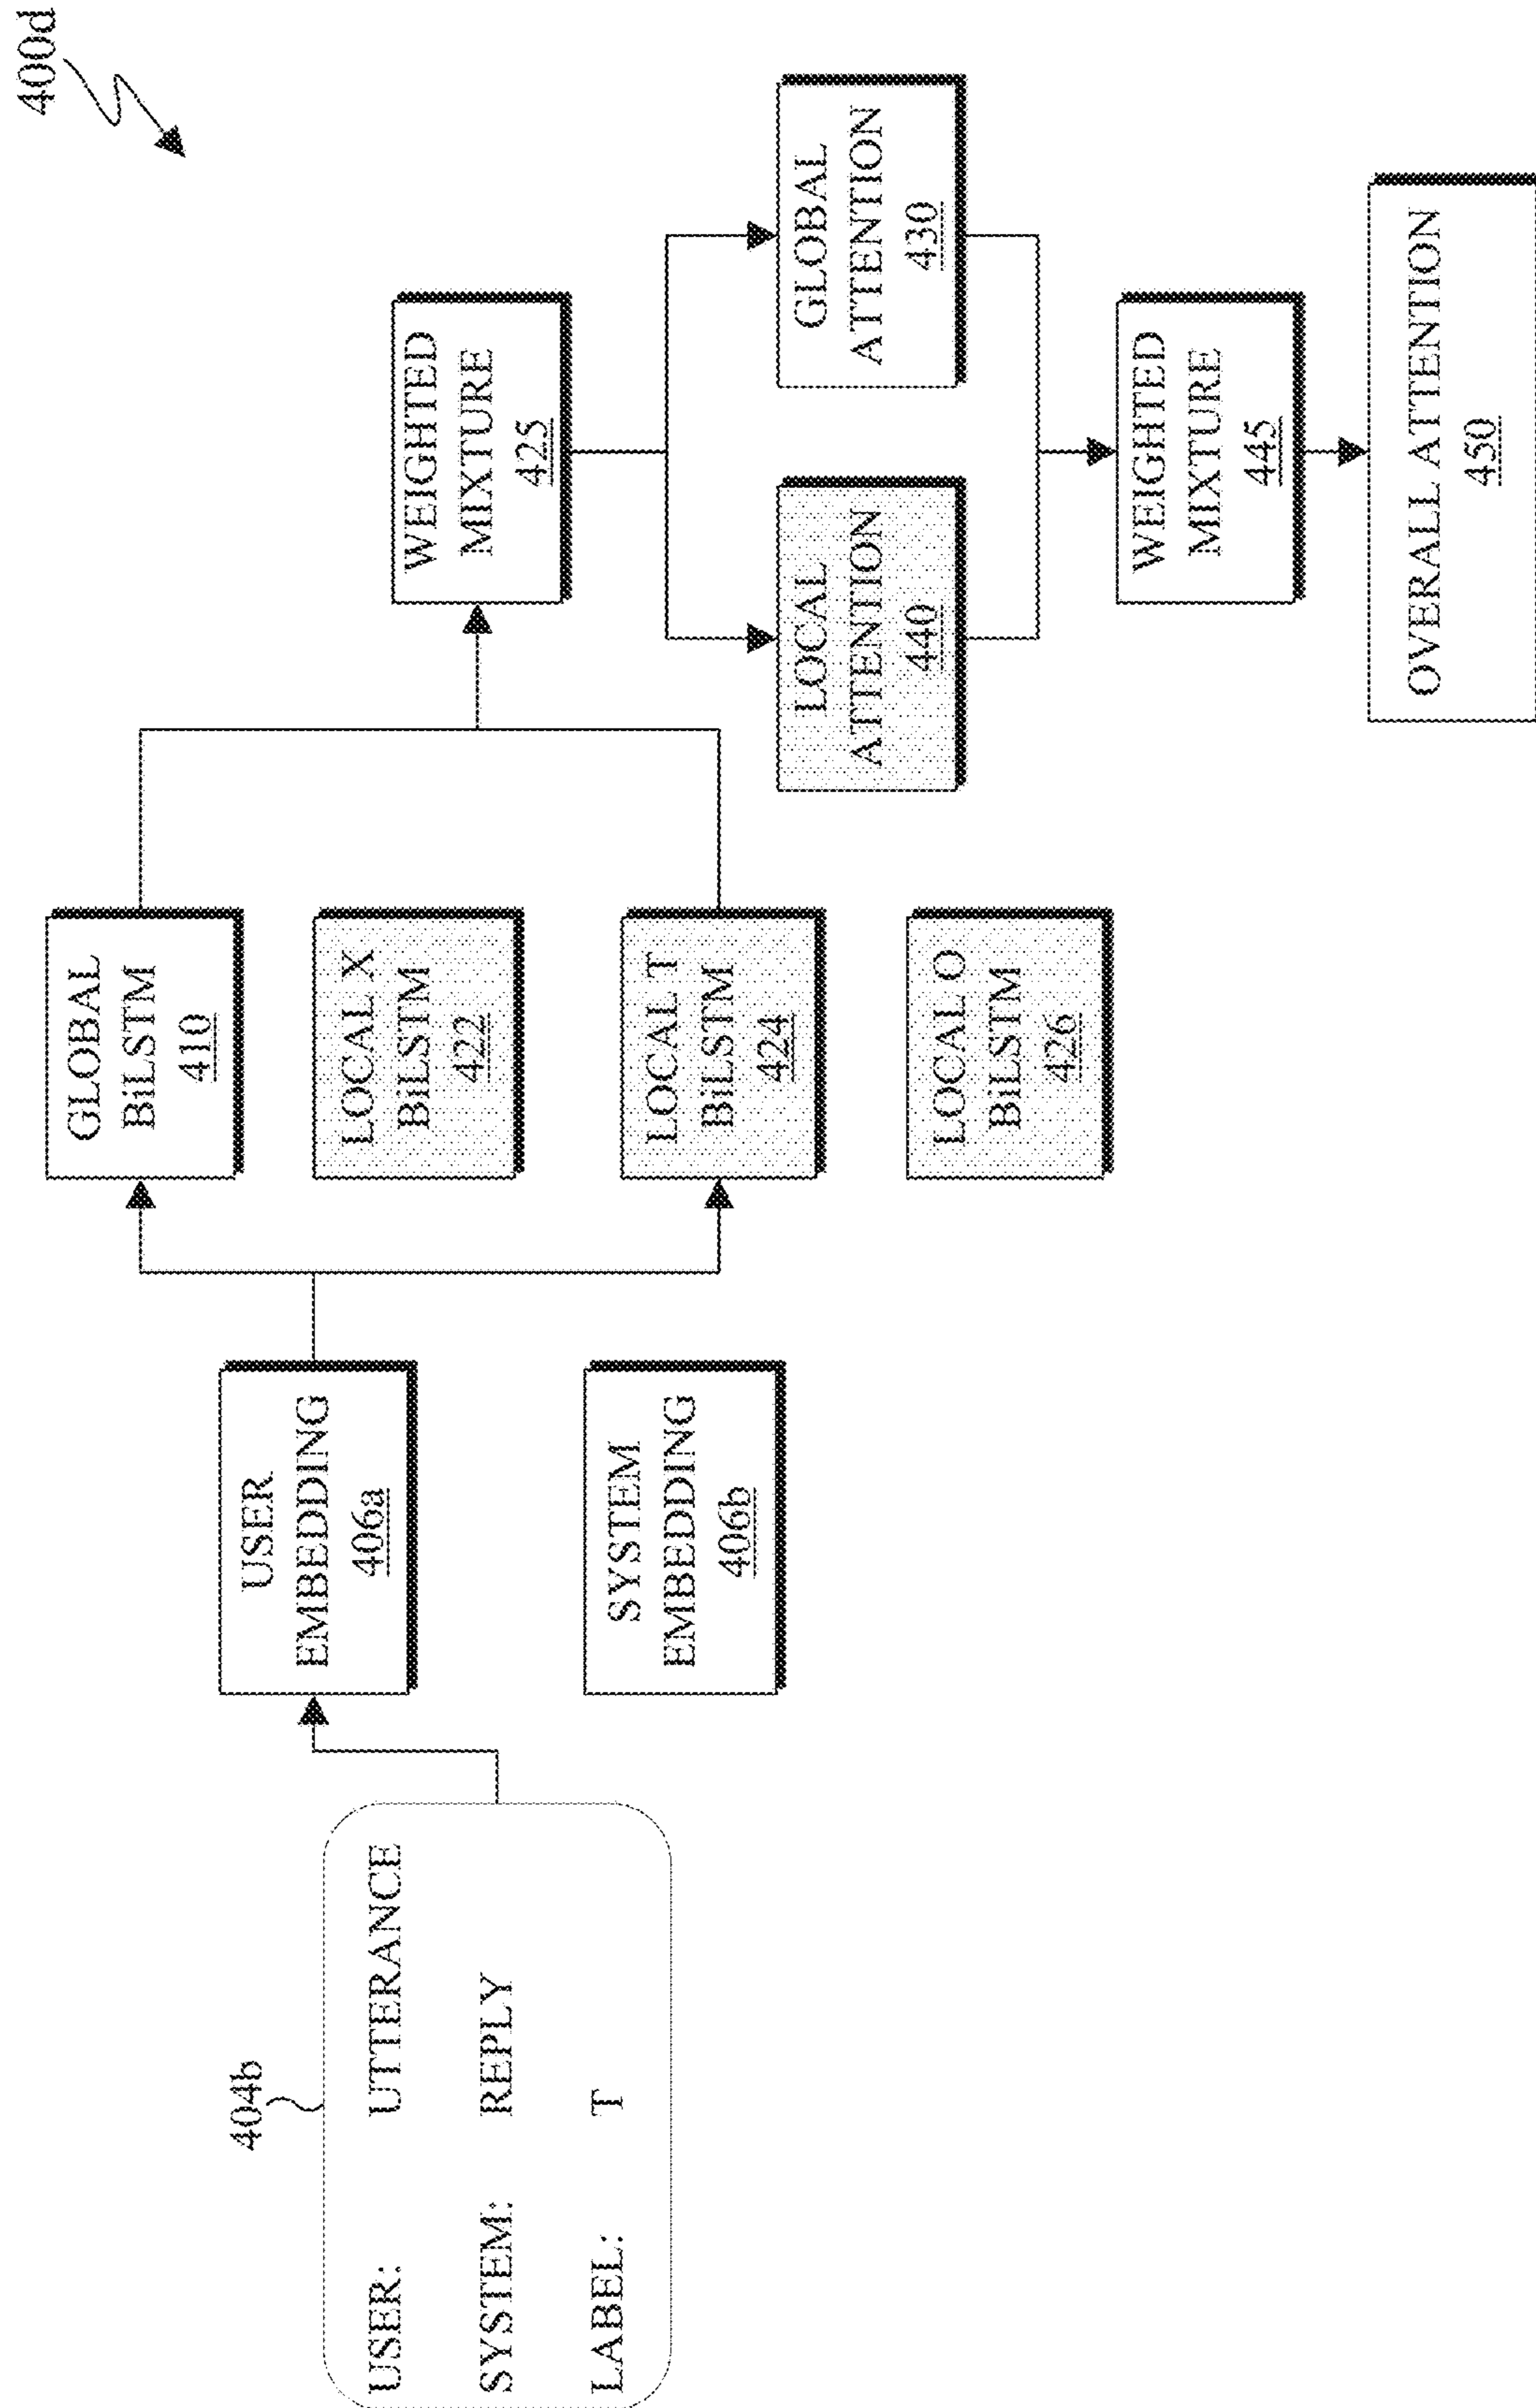 400d
404b
USER: UTTERANCE
SYSTEM: REPLY
LABEL: T
USER
EMBEDDING
406a
SYSTEM
EMBEDDING
406b
GLOBAL
BiLSTM
410
LOCAL X
BiLSTM
422
LOCAL T
BiLSTM
424
LOCAL O
BiLSTM
426
WEIGHTED
MIXTURE
425
LOCAL
ATTENTION
440
GLOBAL
ATTENTION
430
WEIGHTED
MIXTURE
445
OVERALL ATTENTION
450